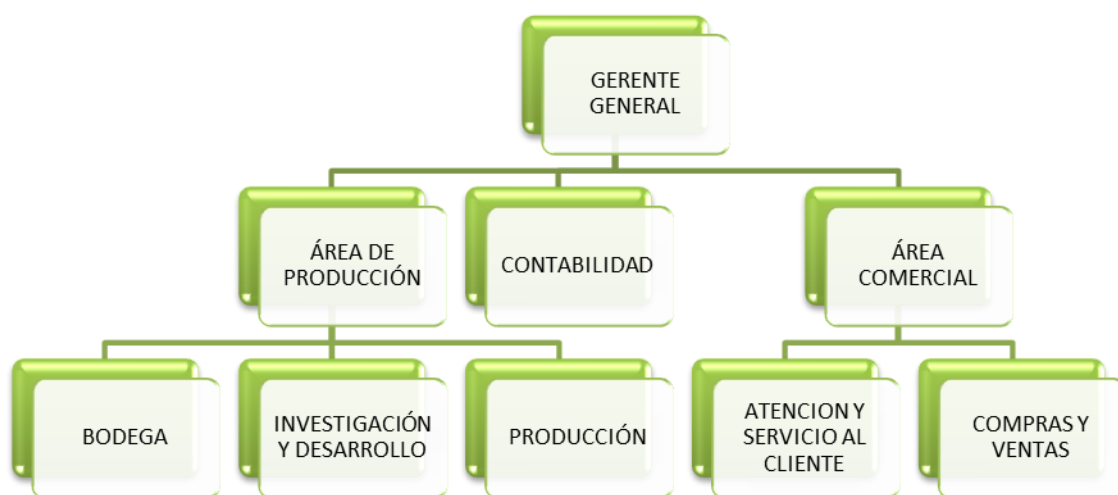 GERENTE
GENERAL
ÁREA DE
PRODUCCIÓN
CONTABILIDAD
ÁREA
COMERCIAL
BODEGA
INVESTIGACIÓN
Y DESARROLLO
PRODUCCIÓN
ATENCION Y
SERVICIO AL
CLIENTE
COMPRAS Y
VENTAS